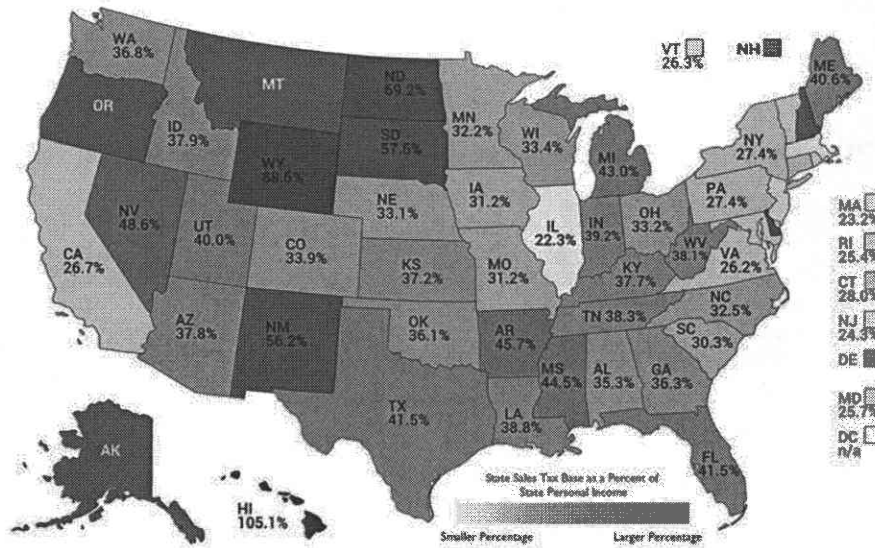 WA
36.8%
MT
ND
69.2%
MN
32.2%
VT
26.3%
NH
ME
40.6%
OR
ID
37.9%
SD
57.6%
WI
33.4%
MI
43.0%
NY
27.4%
WY
NE
33.1%
IA
31.2%
PA
27.4%
NV
48.6%
UT
40.0%
CO
33.9%
IL
22.3%
IN
39.2%
OH
33.2%
MA
23.2%
RI
25.4%
CT
28.0%
NJ
24.3%
DE
MD
25.7%
DC
n/a
CA
26.7%
KS
37.2%
MO
31.2%
KY
37.7%
WV
38.1%
VA
26.2%
AZ
37.8%
NM
56.2%
OK
36.1%
AR
45.7%
TN 38.3%
NC
32.5%
SC
30.3%
TX
41.5%
LA
38.8%
MS
44.5%
AL
35.3%
GA
36.3%
FL
41.5%
AK
HI
105.1%
State Sales Tax Base as a Percent of
State Personal Income
Smaller Percentage Larger Percentage